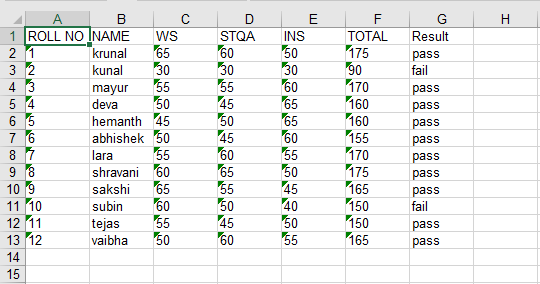 A B C D E F G H
1 ROLL NO NAME WS STQA INS TOTAL Result
2 1 krunal 65 60 50 175 pass
3 2 kunal 30 30 30 90 fail
4 3 mayur 55 55 60 170 pass
5 4 deva 50 45 65 160 pass
6 5 hemanth 45 50 65 160 pass
7 6 abhishek 50 45 60 155 pass
8 7 lara 55 60 55 170 pass
9 8 shravani 60 65 50 175 pass
10 9 sakshi 65 55 45 165 pass
11 10 subin 60 50 40 150 fail
12 11 tejas 55 45 50 150 pass
13 12 vaibha 50 60 55 165 pass
14
15